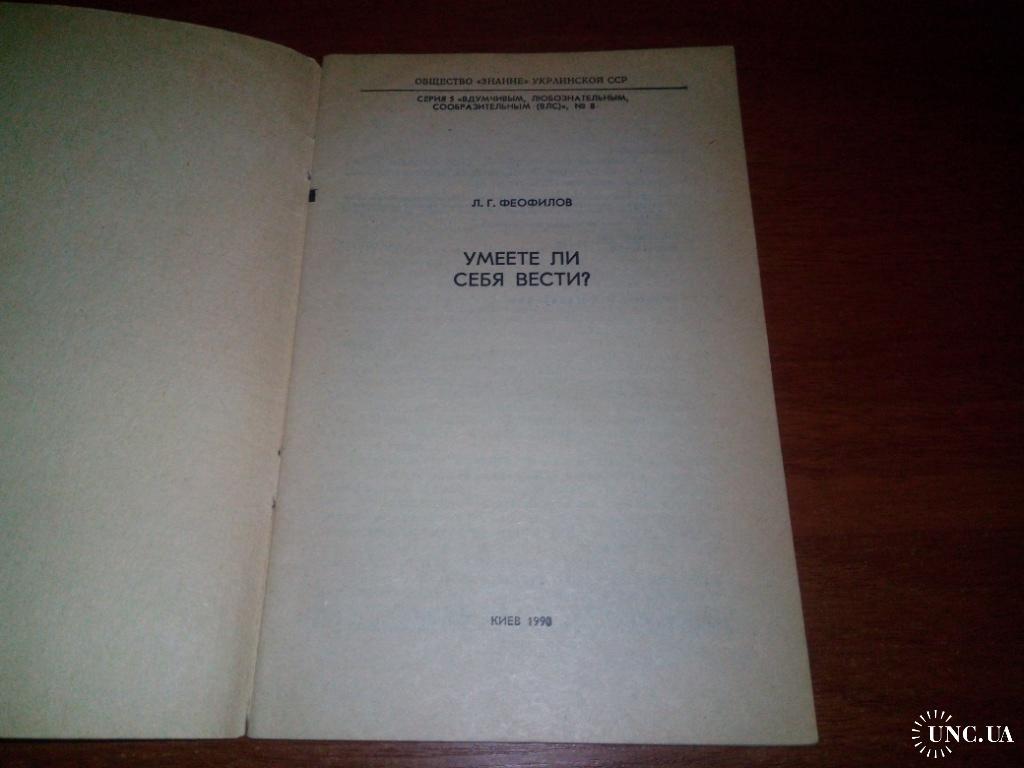 ОБЩЕСТВО «ЗНАНИЕ» УКРАИНСКОЙ ССР
СЕРИЯ 5 «ВДУМЧИВЫМ, ЛЮБОЗНАТЕЛЬНЫМ,
СООБРАЗИТЕЛЬНЫМ (ВЛС)», № 8
Л. Г. ФЕОФИЛОВ
УМЕЕТЕ ЛИ
СЕБЯ ВЕСТИ?
КИЕВ 1990
UNC.UA